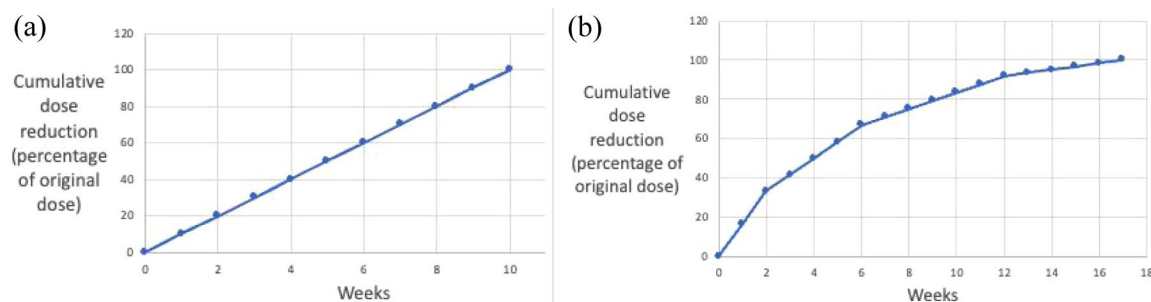 (a)
Cumulative
dose
reduction
(percentage
of original
dose)
120
100
80
60
40
20
0
0 2 4 6 8 10
Weeks
(b)
Cumulative
dose
reduction
(percentage of
original dose)
120
100
80
60
40
20
0
0 2 4 6 8 10 12 14 16 18
Weeks